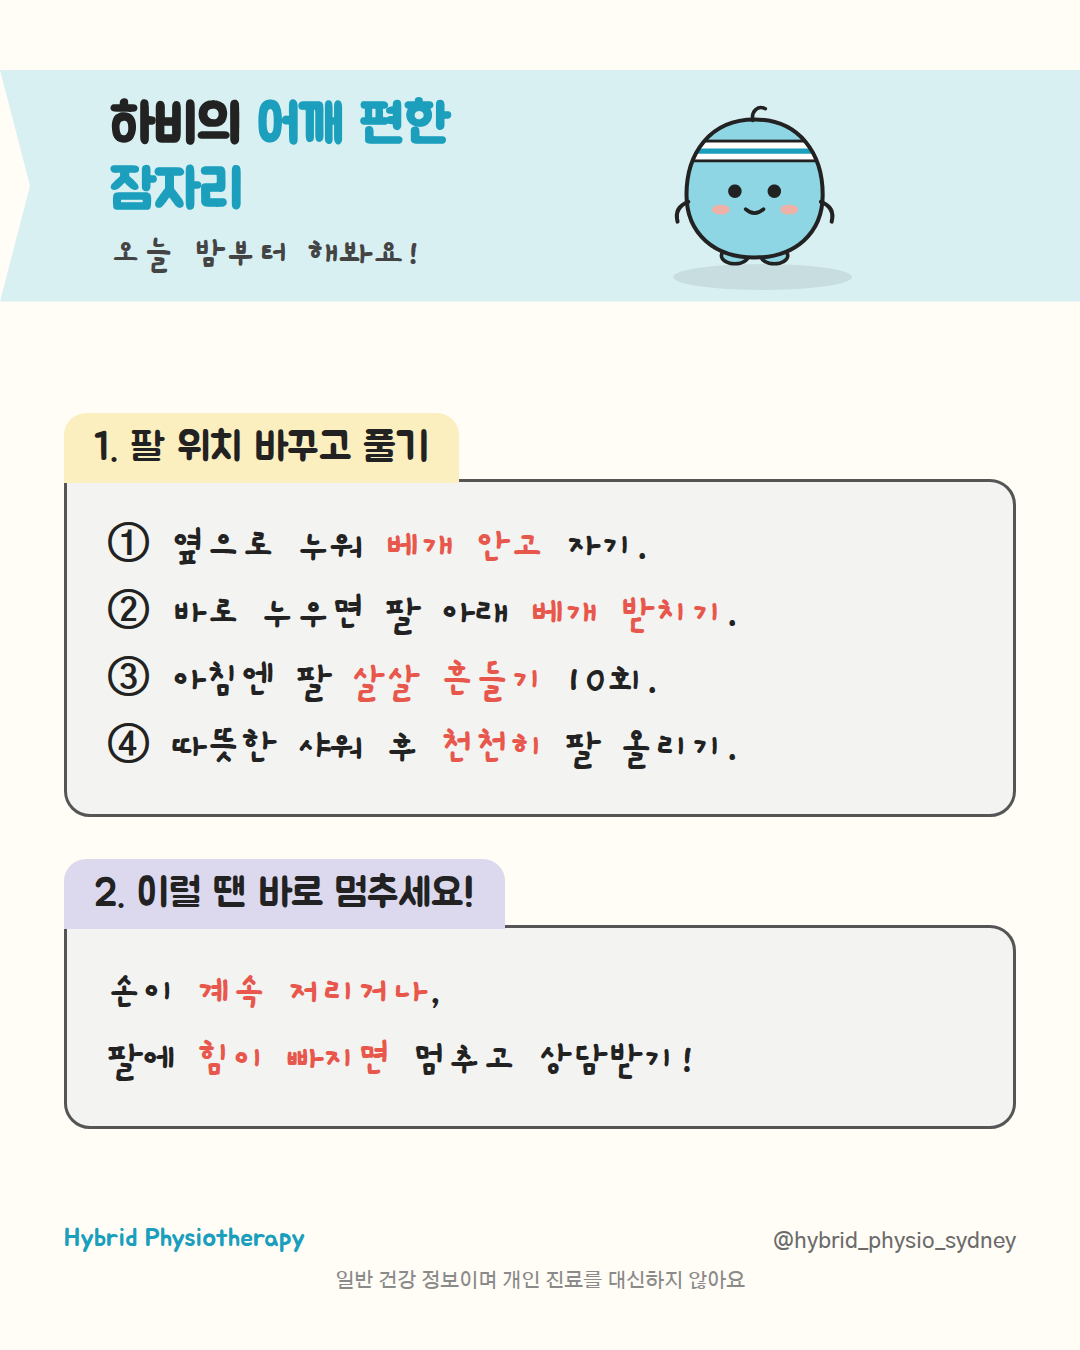 하비의 어깨 편한
잠자리
오늘 밤부터 해봐요!
1. 팔 위치 바꾸고 풀기
① 옆으로 누워 베개 안고 자기.
② 바로 누우면 팔 아래 베개 받치기.
③ 아침엔 팔 살살 흔들기 10회.
④ 따뜻한 샤워 후 천천히 팔 올리기.
2. 이럴 땐 바로 멈추세요!
손이 계속 저리거나,
팔에 힘이 빠지면 멈추고 상담받기!
Hybrid Physiotherapy
@hybrid_physio_sydney
일반 건강 정보이며 개인 진료를 대신하지 않아요